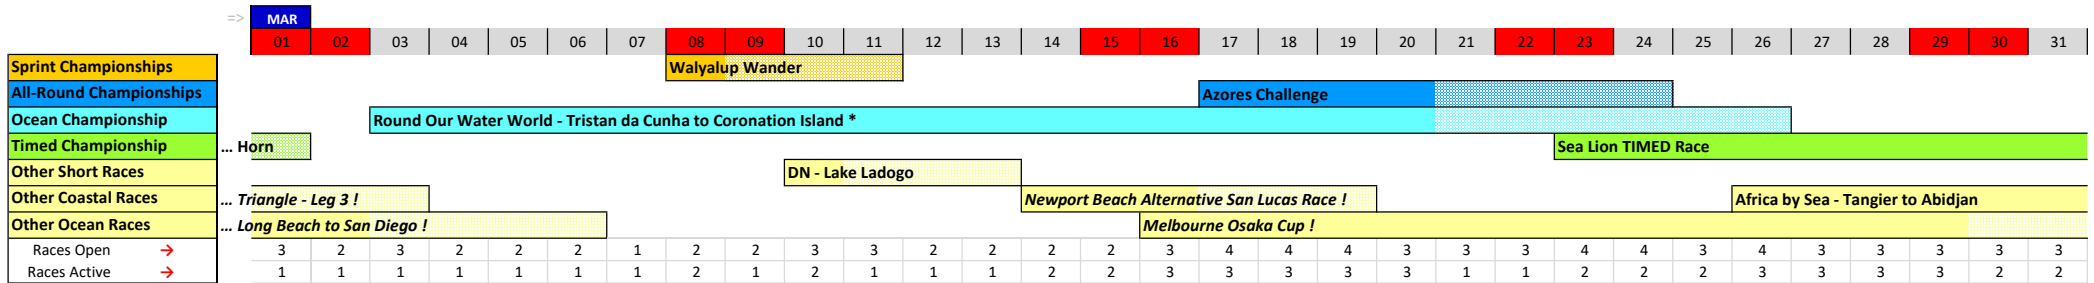 => MAR
01 02 03 04 05 06 07 08 09 10 11 12 13 14 15 16 17 18 19 20 21 22 23 24 25 26 27 28 29 30 31
Sprint Championships Walyalup Wander
All-Round Championships Azores Challenge
Ocean Championship Round Our Water World - Tristan da Cunha to Coronation Island *
Timed Championship ... Horn Sea Lion TIMED Race
Other Short Races DN - Lake Ladogo
Other Coastal Races ... Triangle - Leg 3 ! Newport Beach Alternative San Lucas Race ! Africa by Sea - Tangier to Abidjan
Other Ocean Races ... Long Beach to San Diego ! Melbourne Osaka Cup !
Races Open → 3 2 3 2 2 2 1 2 2 3 3 2 2 2 2 3 4 4 4 3 3 4 4 3 4 3 3 3 3 3
Races Active → 1 1 1 1 1 1 1 2 1 2 1 1 1 2 2 3 3 3 3 3 1 1 2 2 2 3 3 3 3 2 2